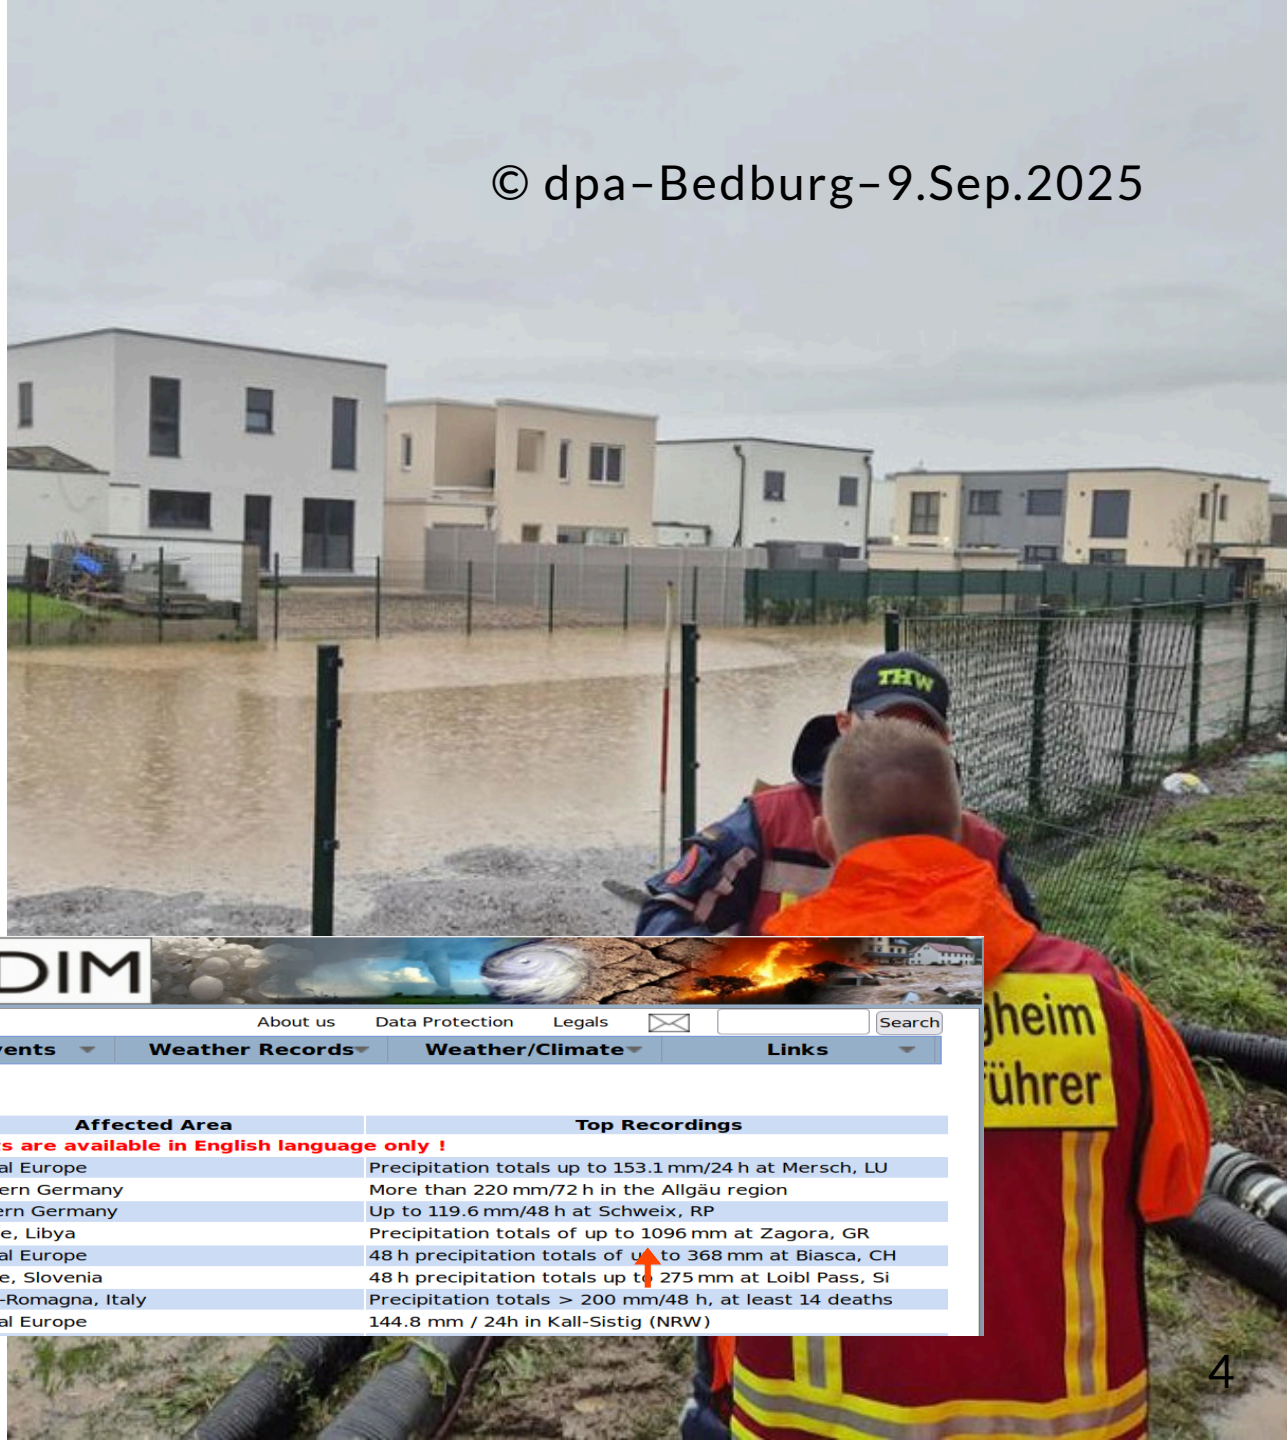 © dpa–Bedburg–9.Sep.2025
THW
DIM
About us Data Protection Legals Search
vents Weather Records Weather/Climate Links
gheim
führer
Affected Area Top Recordings
s are available in English language only !
al Europe Precipitation totals up to 153.1 mm/24 h at Mersch, LU
ern Germany More than 220 mm/72 h in the Allgäu region
ern Germany Up to 119.6 mm/48 h at Schweix, RP
e, Libya Precipitation totals of up to 1096 mm at Zagora, GR
al Europe 48 h precipitation totals of up to 368 mm at Biasca, CH
e, Slovenia 48 h precipitation totals up to 275 mm at Loibl Pass, Si
-Romagna, Italy Precipitation totals > 200 mm/48 h, at least 14 deaths
al Europe 144.8 mm / 24h in Kall-Sistig (NRW)
4